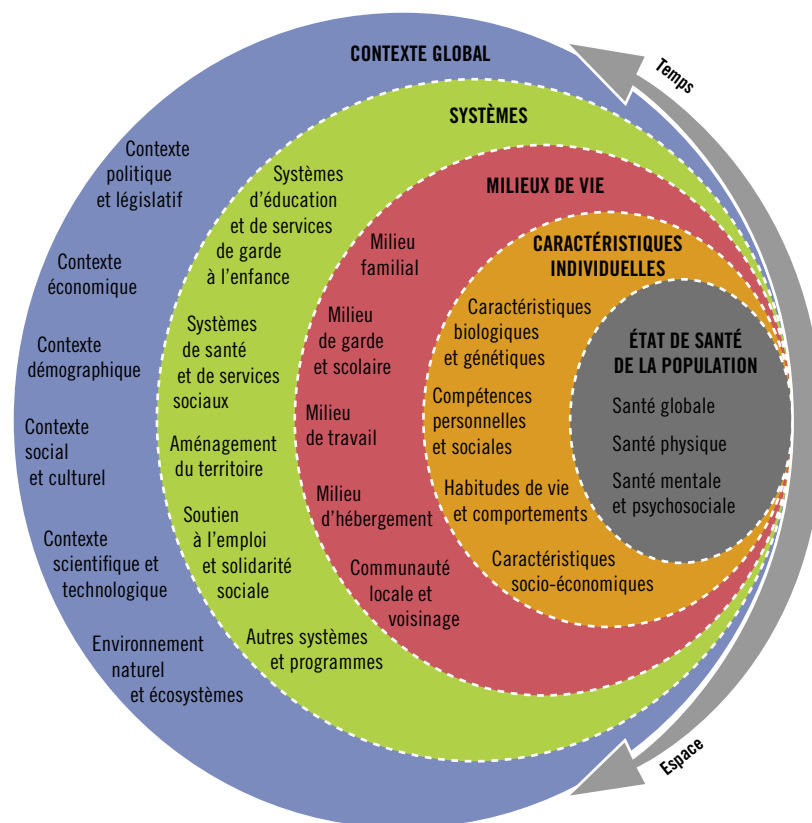 CONTEXTE GLOBAL
Contexte
politique
et législatif
Contexte
économique
Contexte
démographique
Contexte
social
et culturel
Contexte
scientifique et
technologique
Environnement
naturel
et écosystèmes
SYSTÈMES
Systèmes
d'éducation
et de services
de garde
à l'enfance
Systèmes
de santé
et de services
sociaux
Aménagement
du territoire
Soutien
à l'emploi
et solidarité
sociale
Autres systèmes
et programmes
MILIEUX DE VIE
Milieu
familial
Milieu
de garde
et scolaire
Milieu
de travail
Milieu
d'hébergement
Communauté
locale et
voisinage
CARACTÉRISTIQUES
INDIVIDUELLES
Caractéristiques
biologiques
et génétiques
Compétences
personnelles
et sociales
Habitudes de vie
et comportements
Caractéristiques
socio-économiques
ÉTAT DE SANTÉ
DE LA POPULATION
Santé globale
Santé physique
Santé mentale
et psychosociale
Temps
Espace